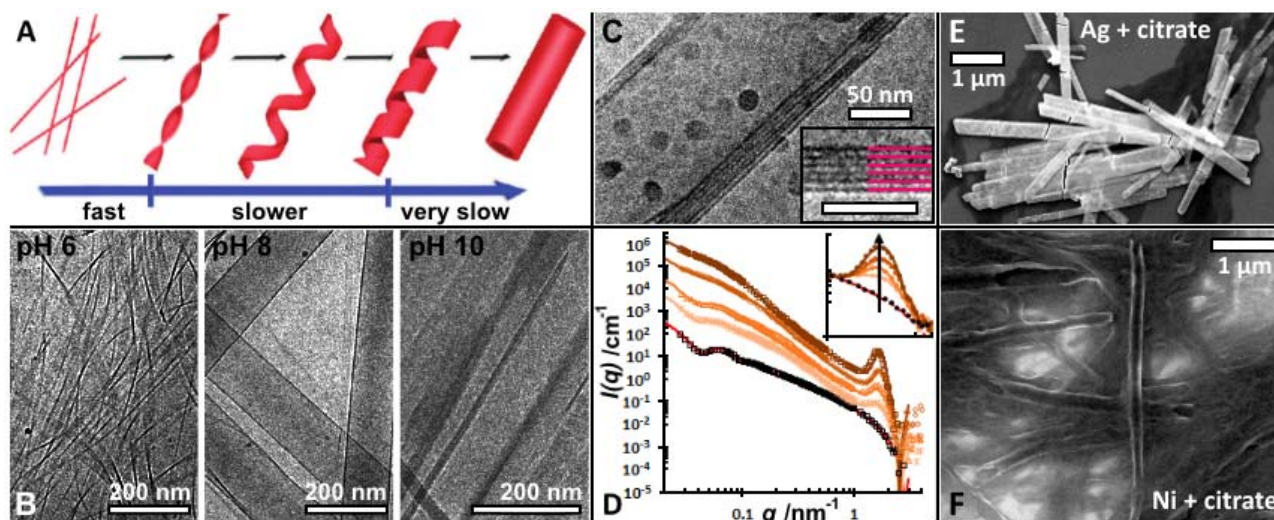 A
fast
slower
very slow
B
pH 6
pH 8
pH 10
200 nm
200 nm
200 nm
C
50 nm
D
I(q) /cm⁻¹
10⁶
10⁵
10⁴
10³
10²
10¹
10⁰
10⁻¹
10⁻²
10⁻³
10⁻⁴
10⁻⁵
0.1
1
q /nm⁻¹
E
Ag + citrate
1 µm
F
1 µm
Ni + citrate